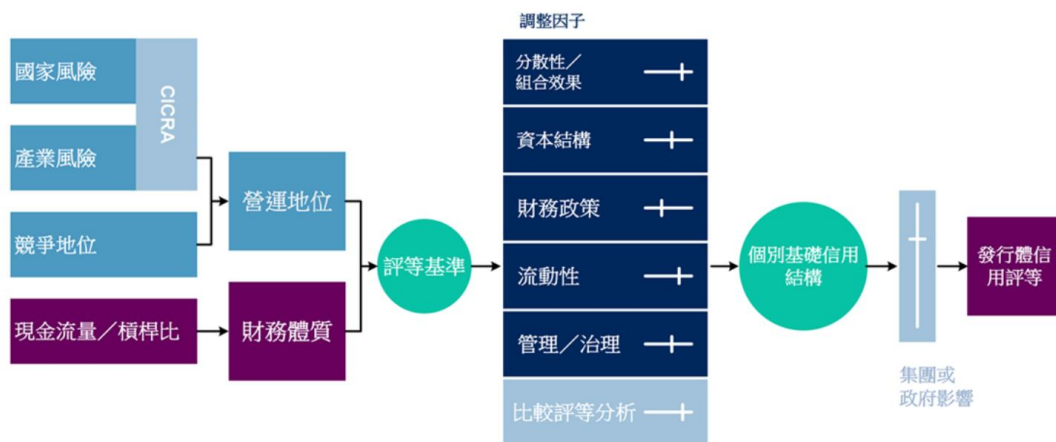 調整因子
國家風險
CICRA
產業風險
競爭地位
現金流量／槓桿比
營運地位
財務體質
評等基準
分散性／
組合效果
資本結構
財務政策
流動性
管理／治理
比較評等分析
個別基礎信用
結構
集團或
政府影響
發行體信
用評等